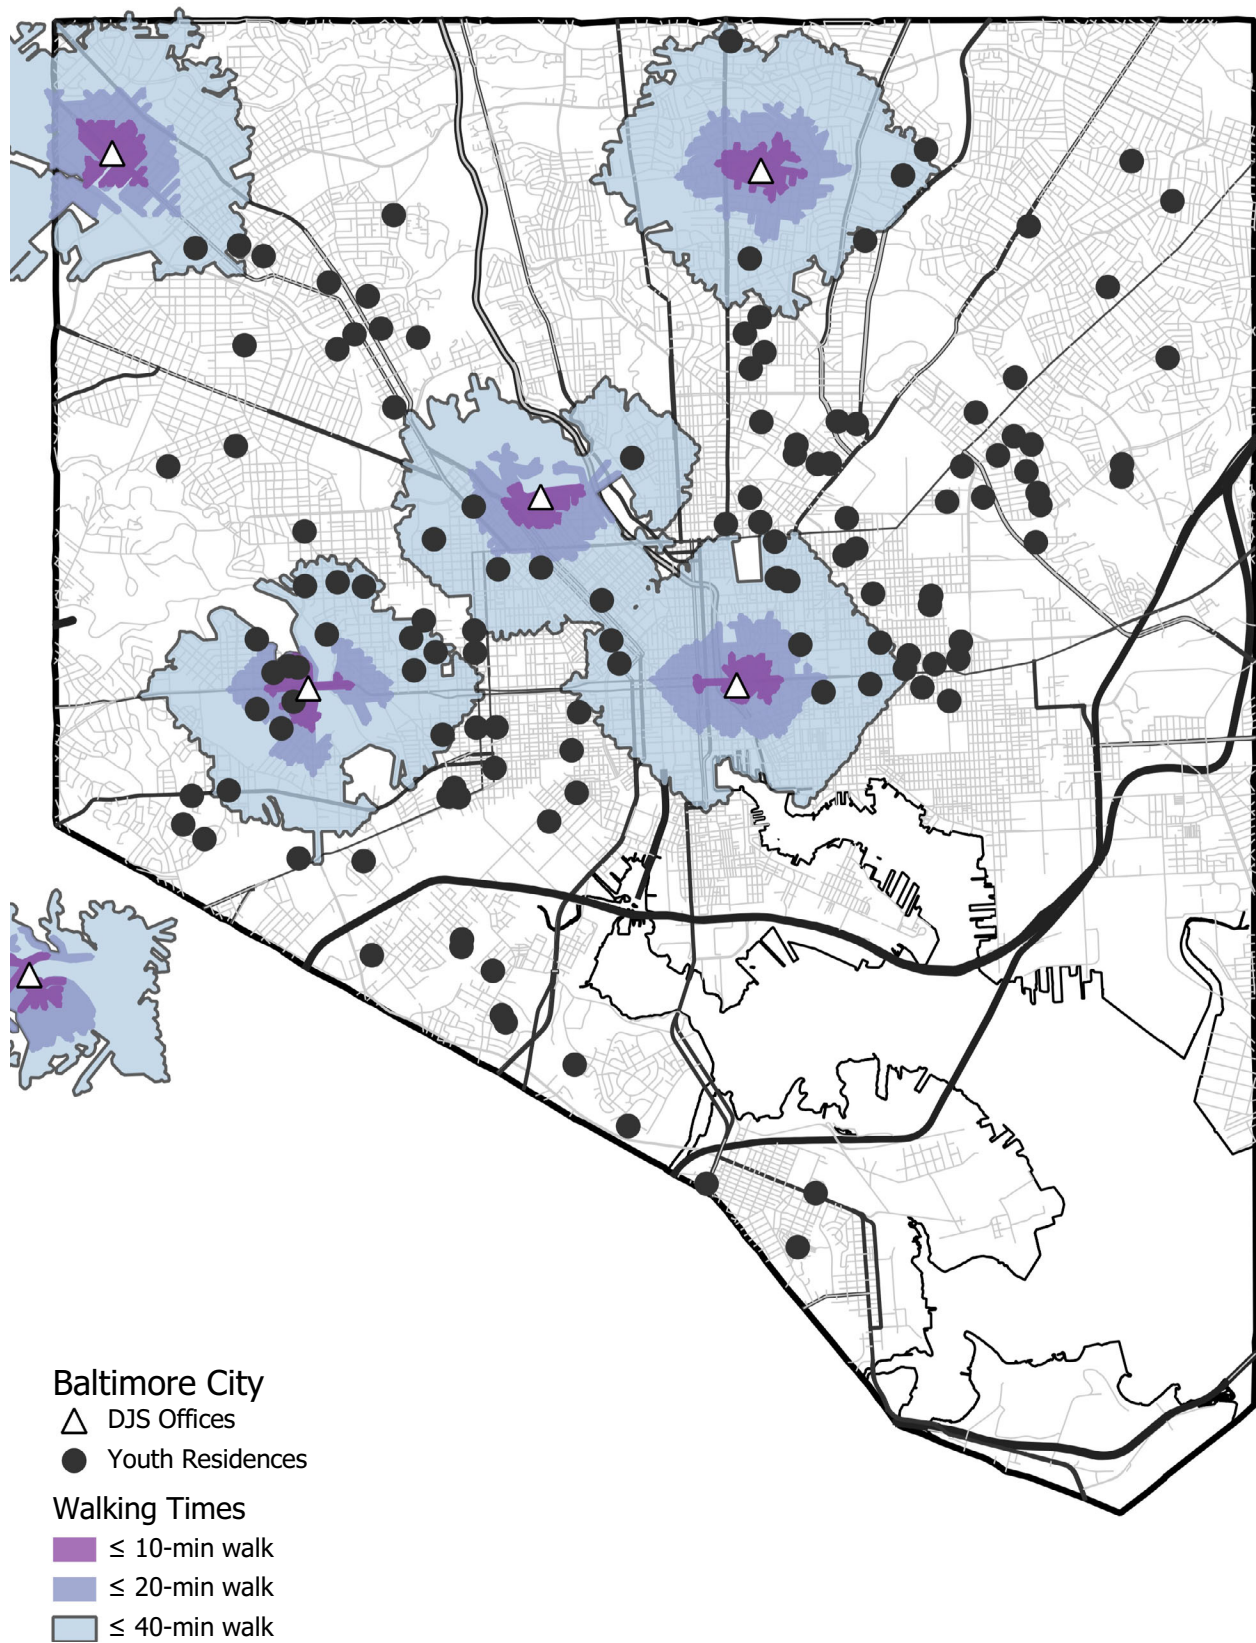 Baltimore City
DJS Offices
Youth Residences
Walking Times
≤ 10-min walk
≤ 20-min walk
≤ 40-min walk